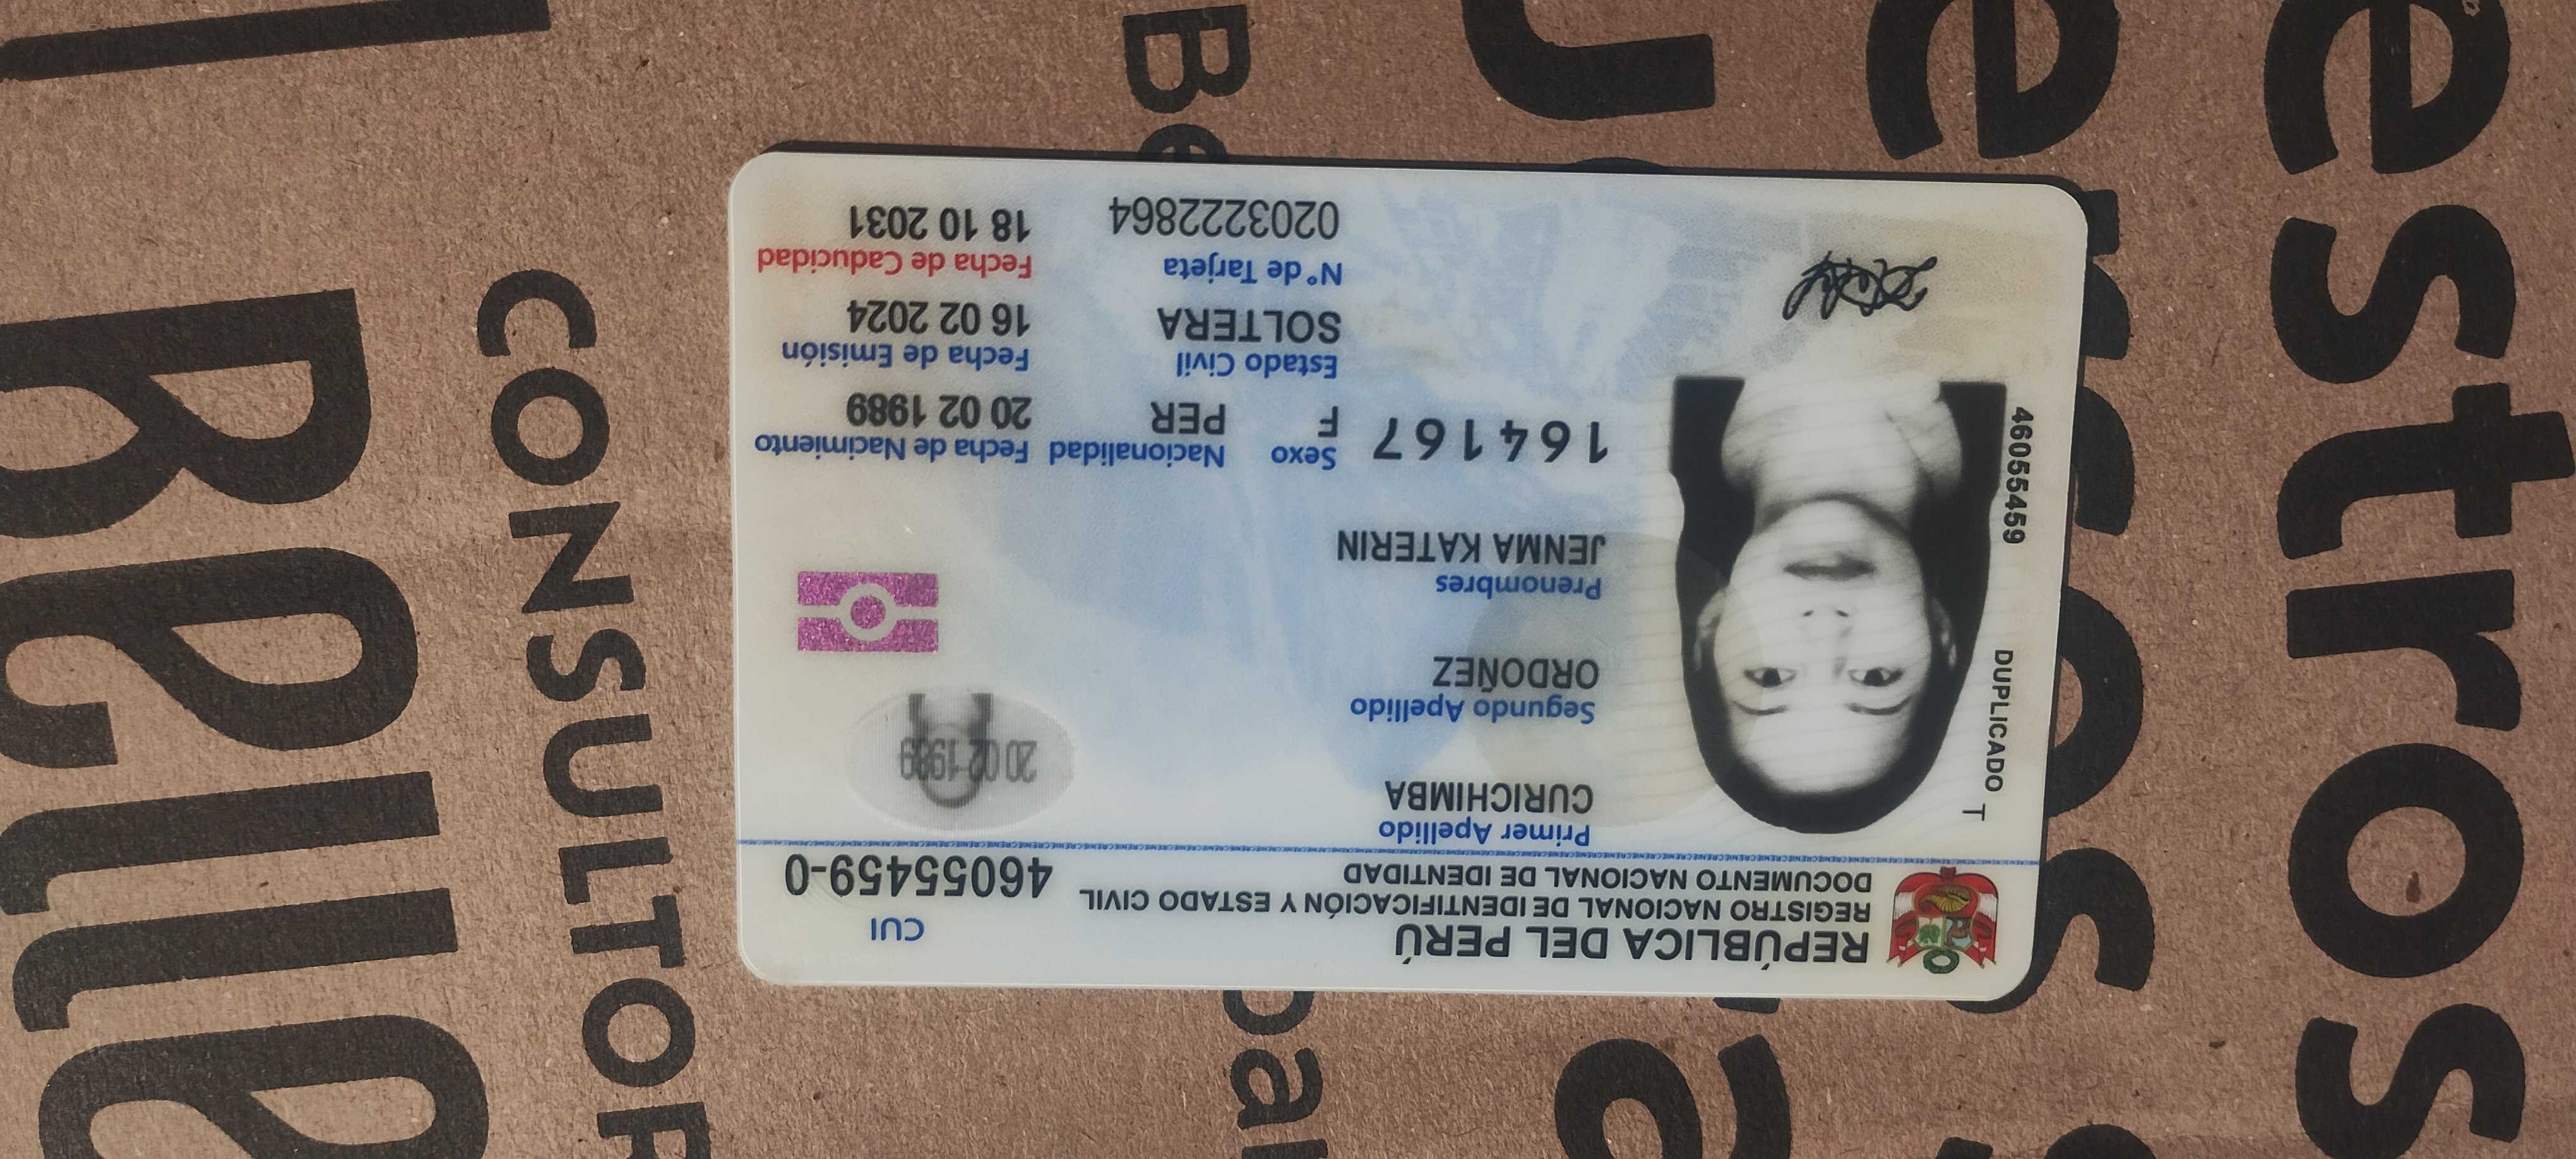 REPÚBLICA DEL PERÚ
REGISTRO NACIONAL DE IDENTIFICACIÓN Y ESTADO CIVIL
DOCUMENTO NACIONAL DE IDENTIDAD
CUI
46055459-0
Primer Apellido
CURICHIMBA
Segundo Apellido
ORDOÑEZ
Prenombres
JENMA KATERIN
20 02 1989
164167
Sexo
F
Nacionalidad
PER
Fecha de Nacimiento
20 02 1989
Estado Civil
SOLTERA
Fecha de Emisión
16 02 2024
N° de Tarjeta
0203222864
Fecha de Caducidad
18 10 2031
T
DUPLICADO
46055459
CONSULTOR
Be
estros